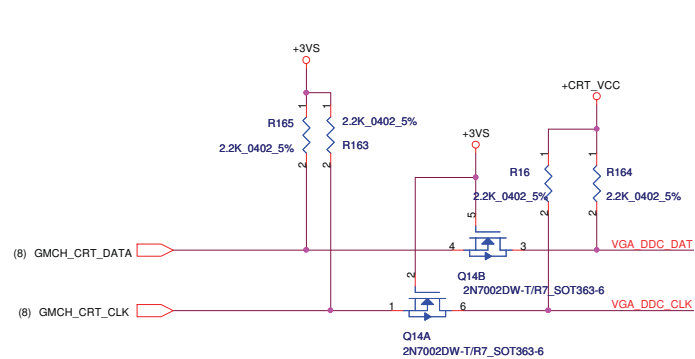 +3VS
+CRT_VCC
1
1
R165
2.2K_0402_5%
2.2K_0402_5%
R163
2
2
+3VS
1
1
R16
R164
2.2K_0402_5%
2.2K_0402_5%
2
2
5
(8) GMCH_CRT_DATA
4
3
VGA_DDC_DAT
Q14B
2N7002DW-T/R7_SOT363-6
2
(8) GMCH_CRT_CLK
1
6
VGA_DDC_CLK
Q14A
2N7002DW-T/R7_SOT363-6